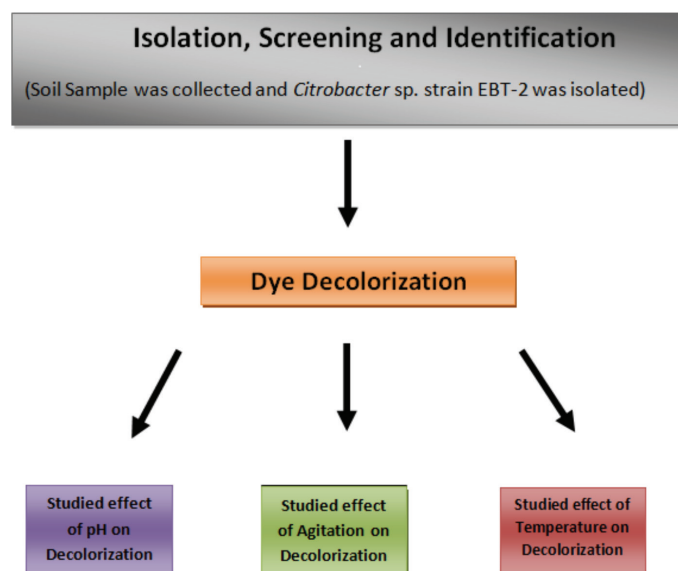 Isolation, Screening and Identification
(Soil Sample was collected and Citrobacter sp. strain EBT-2 was isolated)
Dye Decolorization
Studied effect
of pH on
Decolorization
Studied effect
of Agitation on
Decolorization
Studied effect of
Temperature on
Decolorization